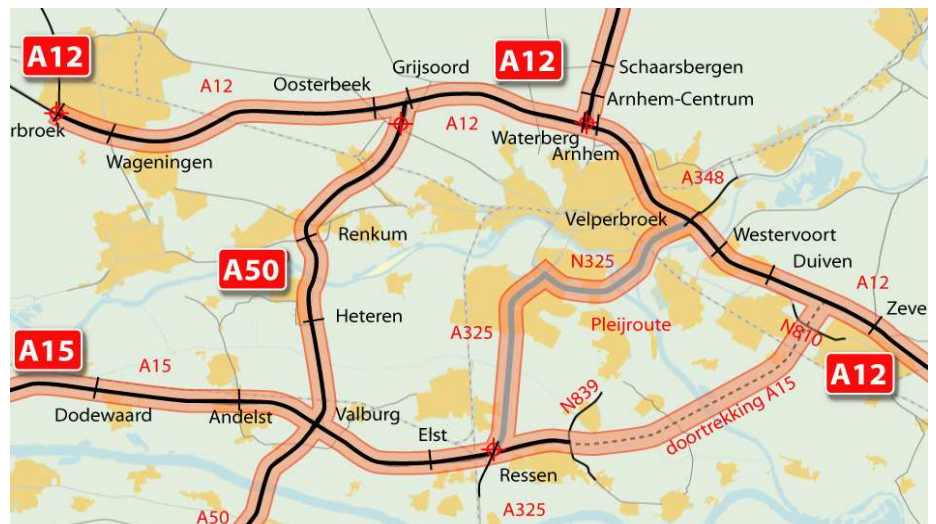 A12
A12
Oosterbeek
Grijsoord
A12
Schaarsbergen
Arnhem-Centrum
A12
rbroek
Wageningen
Waterberg
Arnhem
A348
Velperbroek
Renkum
Westervoort
N325
Duiven
A50
A12
Heteren
A325
Pleijroute
Zeve
N810
A15
A15
A12
N839
doortrekking A15
Dodewaard
Andelst
Valburg
Elst
Ressen
A50
A325